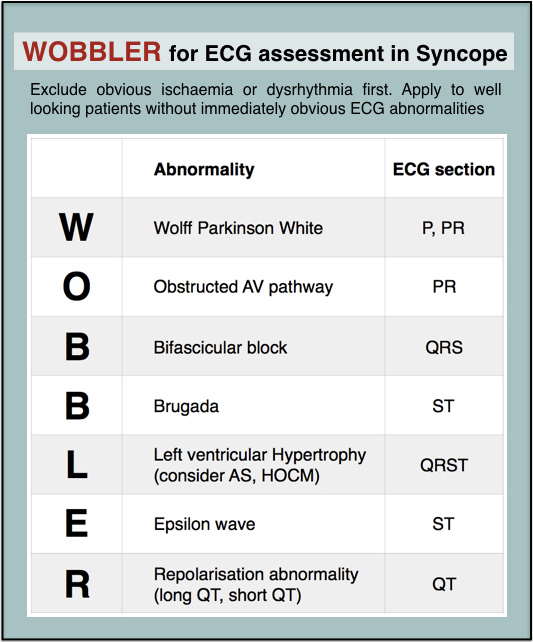 WOBBLER for ECG assessment in Syncope
Exclude obvious ischaemia or dysrhythmia first. Apply to well
looking patients without immediately obvious ECG abnormalities
Abnormality ECG section
W Wolff Parkinson White P, PR
O Obstructed AV pathway PR
B Bifascicular block QRS
B Brugada ST
L Left ventricular Hypertrophy
(consider AS, HOCM) QRST
E Epsilon wave ST
R Repolarisation abnormality
(long QT, short QT) QT